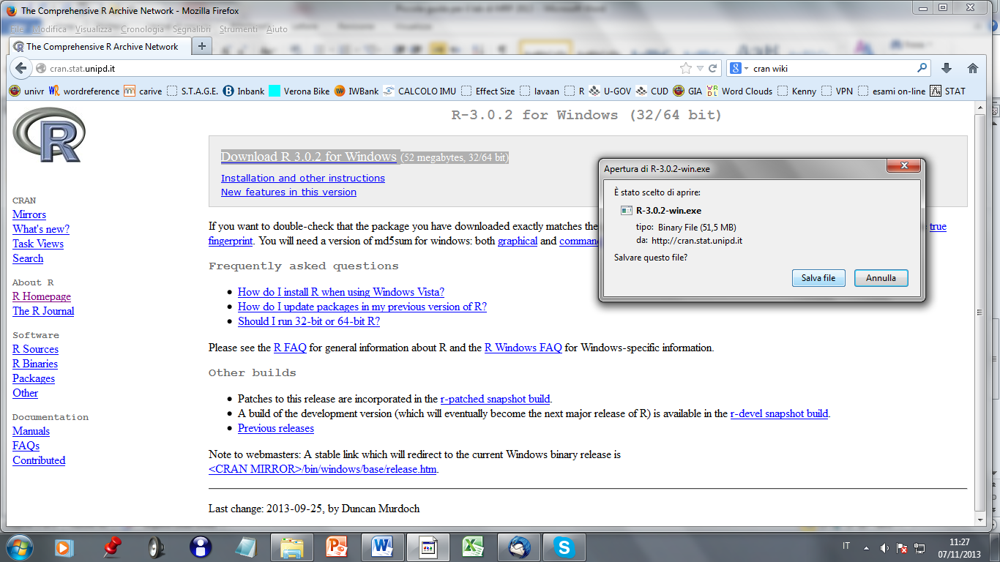 The Comprehensive R Archive Network - Mozilla Firefox
File Modifica Visualizza Cronologia Segnalibri Strumenti Aiuto
The Comprehensive R Archive Network
cran.stat.unipd.it
cran wiki
univr wordreference carive S.T.A.G.E. Inbank Verona Bike IWBank CALCOLO IMU Effect Size lavaan R U-GOV CUD GIA Word Clouds Kenny VPN esami on-line STAT
R
CRAN
Mirrors
What's new?
Task Views
Search
About R
R Homepage
The R Journal
Software
R Sources
R Binaries
Packages
Other
Documentation
Manuals
FAQs
Contributed
R-3.0.2 for Windows (32/64 bit)
Download R 3.0.2 for Windows (52 megabytes, 32/64 bit)
Installation and other instructions
New features in this version
If you want to double-check that the package you have downloaded exactly matches the true
fingerprint. You will need a version of md5sum for windows: both graphical and
Frequently asked questions
• How do I install R when using Windows Vista?
• How do I update packages in my previous version of R?
• Should I run 32-bit or 64-bit R?
Please see the R FAQ for general information about R and the R Windows FAQ for Windows-specific information.
Other builds
• Patches to this release are incorporated in the r-patched snapshot build.
• A build of the development version (which will eventually become the next major release of R) is available in the r-devel snapshot build.
• Previous releases
Note to webmasters: A stable link which will redirect to the current Windows binary release is
<CRAN MIRROR>/bin/windows/base/release.htm.
Last change: 2013-09-25, by Duncan Murdoch
Apertura di R-3.0.2-win.exe
È stato scelto di aprire:
R-3.0.2-win.exe
tipo: Binary File (51,5 MB)
da: http://cran.stat.unipd.it
Salvare questo file?
Salva file Annulla
IT
11:27
07/11/2013